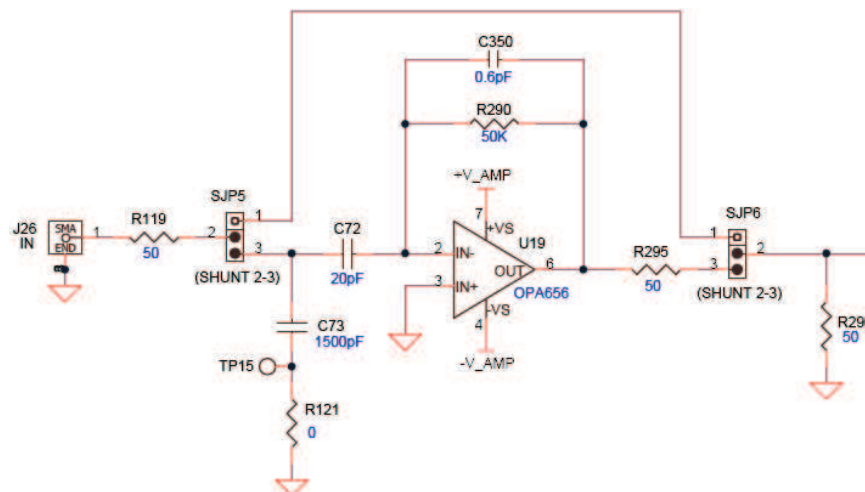 C350
0.6pF
R290
50K
+V_AMP
SJP5
SJP6
J26
IN
SMA
END
1
R119
50
2
1
3
(SHUNT 2-3)
C72
20pF
2
IN-
3
IN+
7
+VS
U19
OUT
6
OPA656
-VS
4
-V_AMP
R295
50
1
2
3
(SHUNT 2-3)
C73
1500pF
TP15
R121
0
R29
50